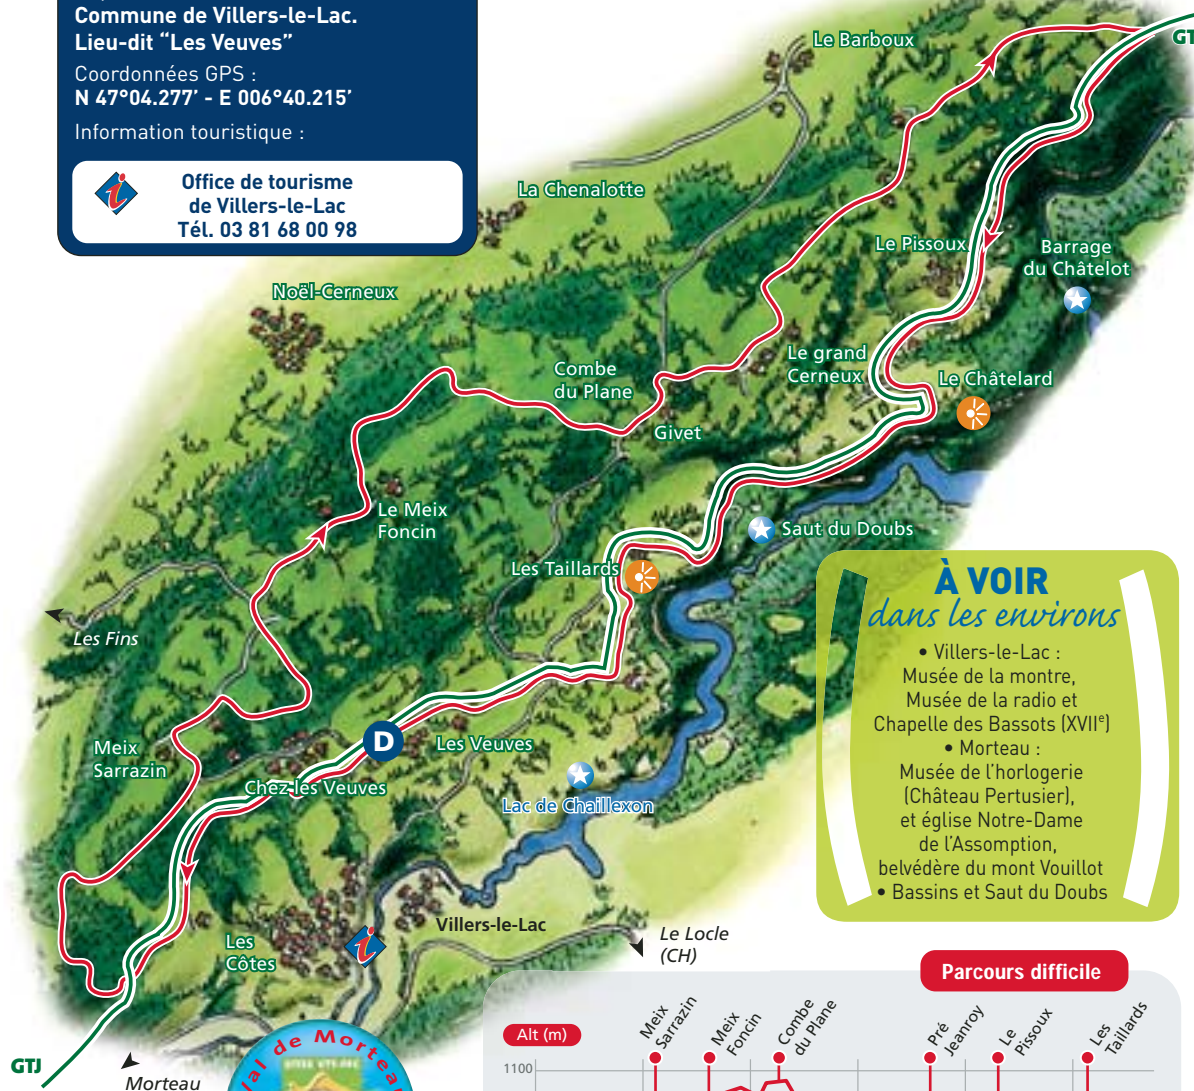 Commune de Villers-le-Lac.
Lieu-dit “Les Veuves”
Coordonnées GPS :
N 47°04.277’ - E 006°40.215’
Information touristique :
Office de tourisme
de Villers-le-Lac
Tél. 03 81 68 00 98
Le Barboux
GT
La Chenalotte
Le Pissoux
Barrage
du Châtelot
Noël-Cerneux
Combe
du Plane
Le grand
Cerneux
Le Châtelard
Givet
Le Meix
Foncin
Saut du Doubs
Les Taillards
Les Fins
D
Les Veuves
Meix
Sarrazin
Chez les Veuves
Lac de Chaillexon
Villers-le-Lac
Les
Côtes
Le Locle
(CH)
GTJ
Morteau
À VOIR
dans les environs
• Villers-le-Lac :
Musée de la montre,
Musée de la radio et
Chapelle des Bassots (XVIIe)
• Morteau :
Musée de l’horlogerie
(Château Pertusier),
et église Notre-Dame
de l’Assomption,
belvédère du mont Vouillot
• Bassins et Saut du Doubs
Parcours difficile
Alt (m)
Meix
Sarrazin
Meix
Foncin
Combe
du Plane
Pré
Jeanroy
Le
Pissoux
Les
Taillards
1100
Val de Morteau